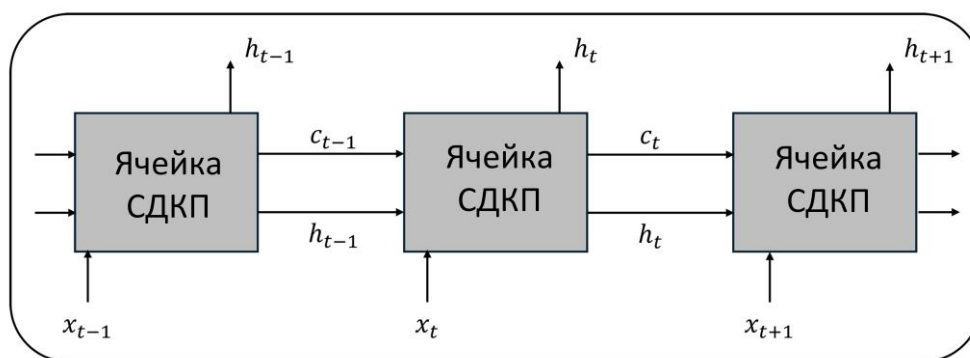 h_{t-1}
h_t
h_{t+1}
Ячейка
СДКП
c_{t-1}
h_{t-1}
Ячейка
СДКП
c_t
h_t
Ячейка
СДКП
x_{t-1}
x_t
x_{t+1}